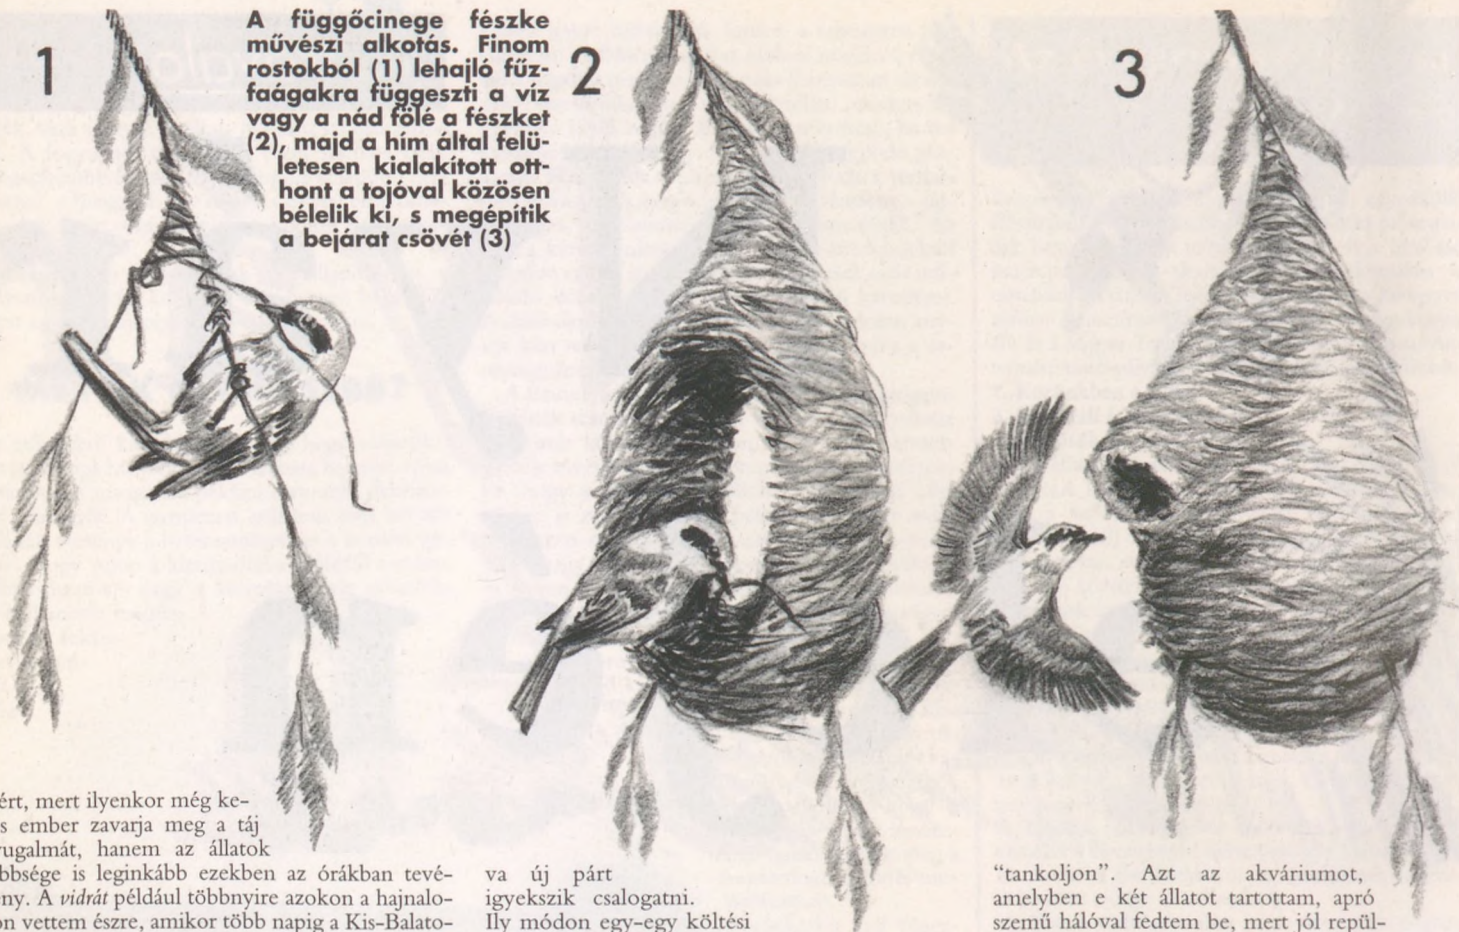 1
A függőcinege fészke
művészi alkotás. Finom
rostokból (1) lehajló fűz-
faágakra függeszti a víz
vagy a nád fölé a fészket
(2), majd a hím által felü-
letesen kialakított ott-
hont a tojóval közösen
bélelik ki, s megépítik
a bejárat csövét (3)
2
3
ért, mert ilyenkor még ke-
s ember zavarja meg a táj
ugalmát, hanem az állatok
bbsége is leginkább ezekben az órákban tevé-
ny. A vidrát például többnyire azokon a hajnalo-
on vettem észre, amikor több napig a Kis-Balato-
va új párt
igyekszik csalogatni.
Ily módon egy-egy költési
“tankoljon”. Azt az akváriumot,
amelyben e két állatot tartottam, apró
szemű hálóval fedtem be, mert jól repül-